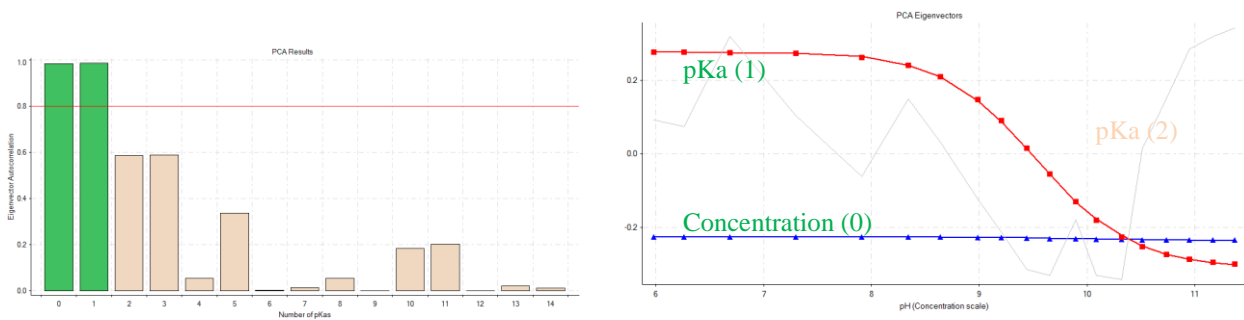 PCA Results
Eigenvector Autocorrelation
1.0
0.8
0.6
0.4
0.2
0.0
0 1 2 3 4 5 6 7 8 9 10 11 12 13 14
Number of pKas
PCA Eigenvectors
0.2
0.0
-0.2
pKa (1)
pKa (2)
Concentration (0)
6 7 8 9 10 11
pH (Concentration scale)